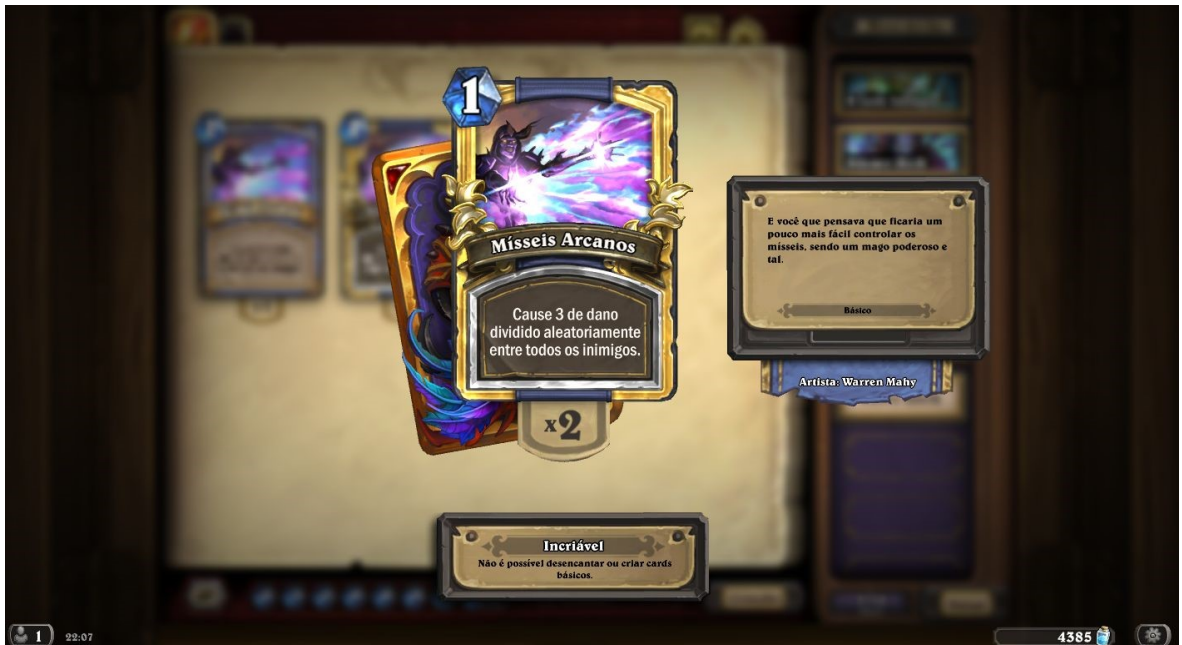 1
Mísseis Arcanos
Cause 3 de dano
dividido aleatoriamente
entre todos os inimigos.
x2
E você que pensava que ficaria um
pouco mais fácil controlar os
mísseis, sendo um mago poderoso e
tal.
Básico
Artista: Warren Mahy
Incriável
Não é possível desencantar ou criar cards
básicos.
1
22:07
4385